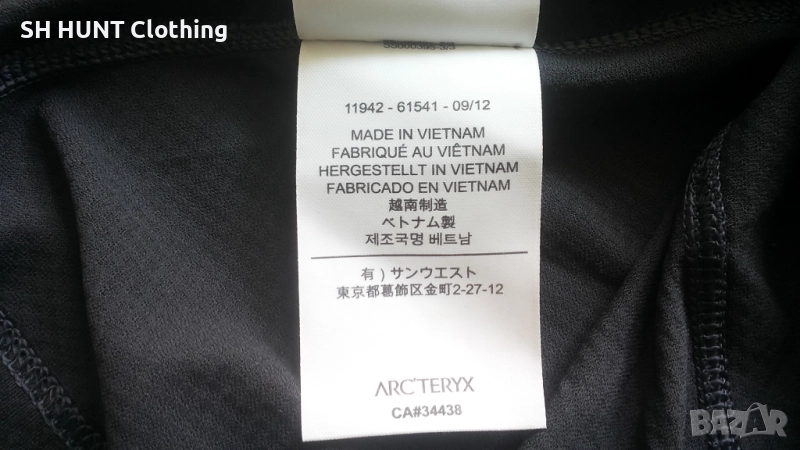 SH HUNT Clothing
11942 - 61541 - 09/12
MADE IN VIETNAM
FABRIQUÉ AU VIÊTNAM
HERGESTELLT IN VIETNAM
FABRICADO EN VIETNAM
越南制造
ベトナム製
제조국명 베트남
有）サンウエスト
東京都葛飾区金町2-27-12
ARC'TERYX
CA#34438
BAZAR